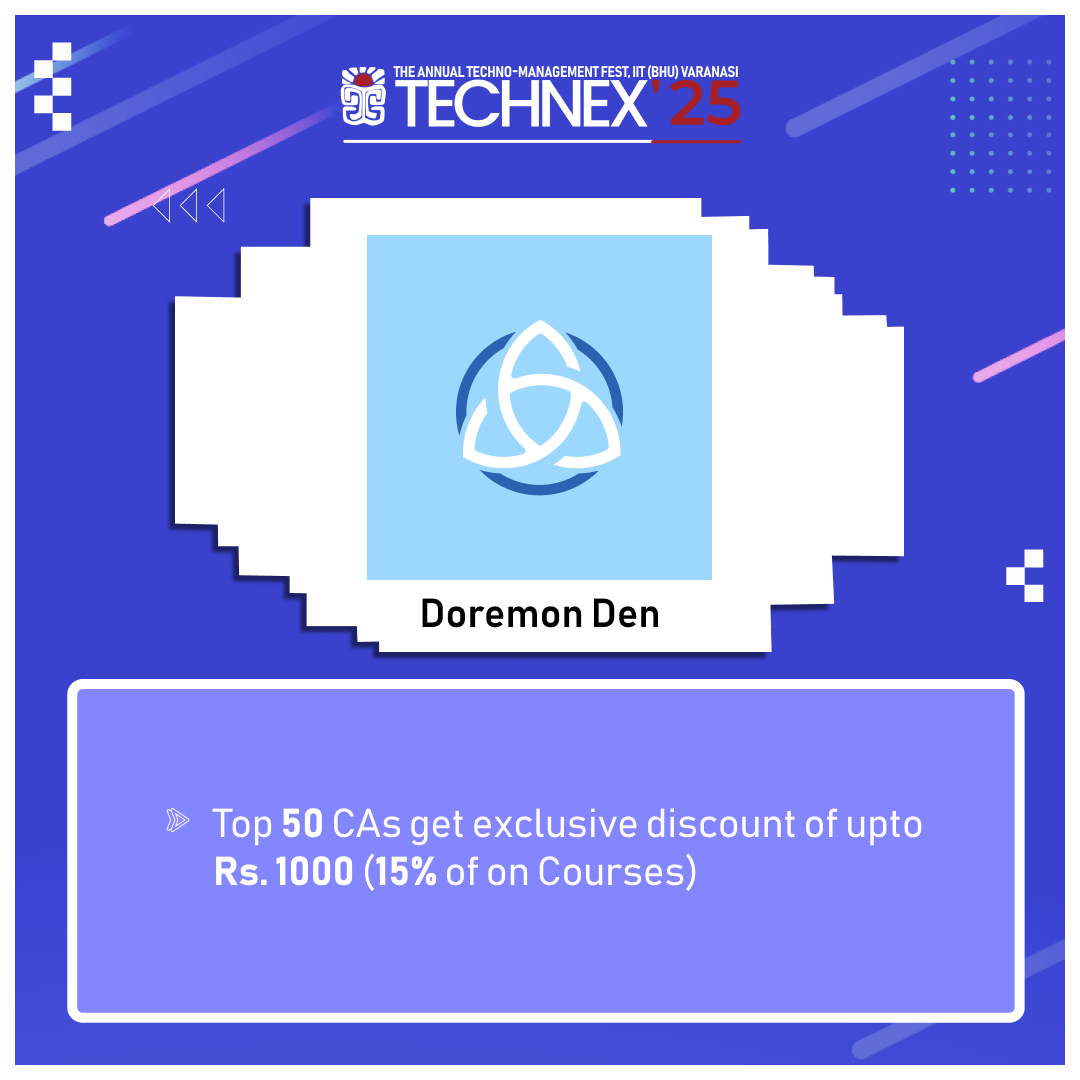 THE ANNUAL TECHNO-MANAGEMENT FEST, IIT (BHU) VARANASI
TECHNEX'25
Doremon Den
Top 50 CAs get exclusive discount of upto
Rs. 1000 (15% of on Courses)